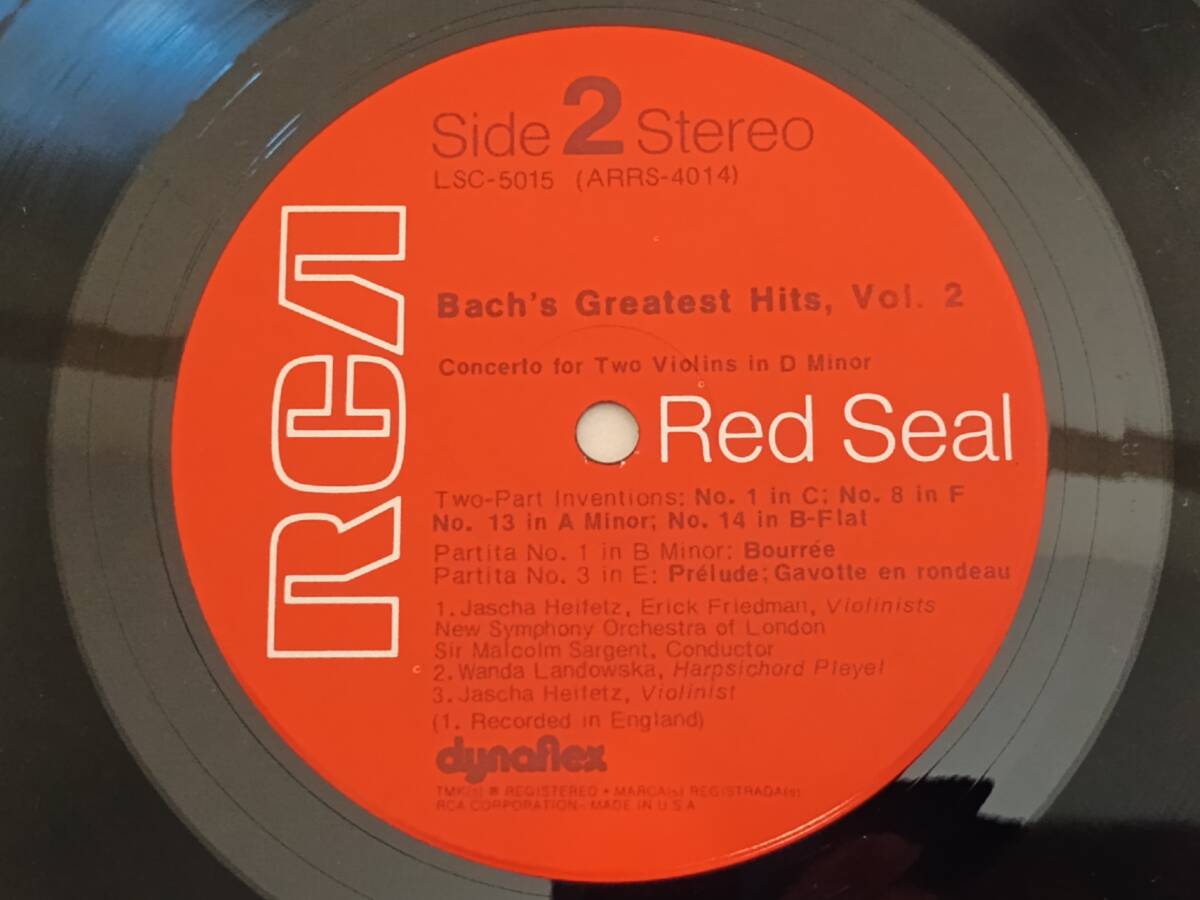 Side 2 Stereo
LSC-5015 (ARRS-4014)
RCA
Bach's Greatest Hits, Vol. 2
Concerto for Two Violins in D Minor
Red Seal
Two-Part Inventions: No. 1 in C; No. 8 in F
No. 13 in A Minor; No. 14 in B-Flat
Partita No. 1 in B Minor: Bourrée
Partita No. 3 in E: Prélude; Gavotte en rondeau
1. Jascha Heifetz, Erick Friedman, Violinists
New Symphony Orchestra of London
Sir Malcolm Sargent, Conductor
2. Wanda Landowska, Harpsichord Pleyel
3. Jascha Heifetz, Violinist
(1. Recorded in England)
dynaflex
TMK(s) ® REGISTERED • MARCA(s) REGISTRADA(s)
RCA CORPORATION-MADE IN U.S.A